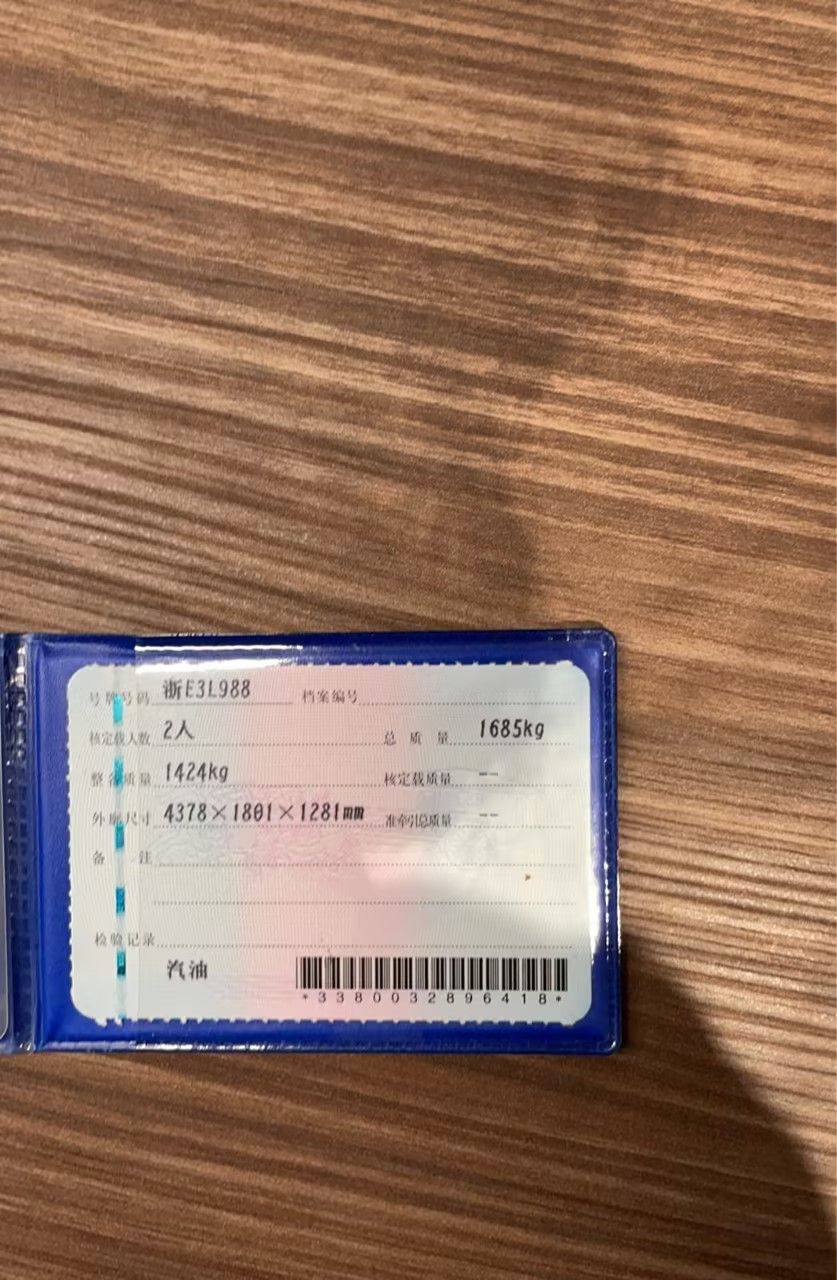 号牌号码 浙E3L988 档案编号
核定载人数 2人 总质量 1685kg
整备质量 1424kg 核定载质量 --
外廓尺寸 4378×1801×1281mm 准牵引总质量 --
备注
检验记录
汽油
*3380032896418*